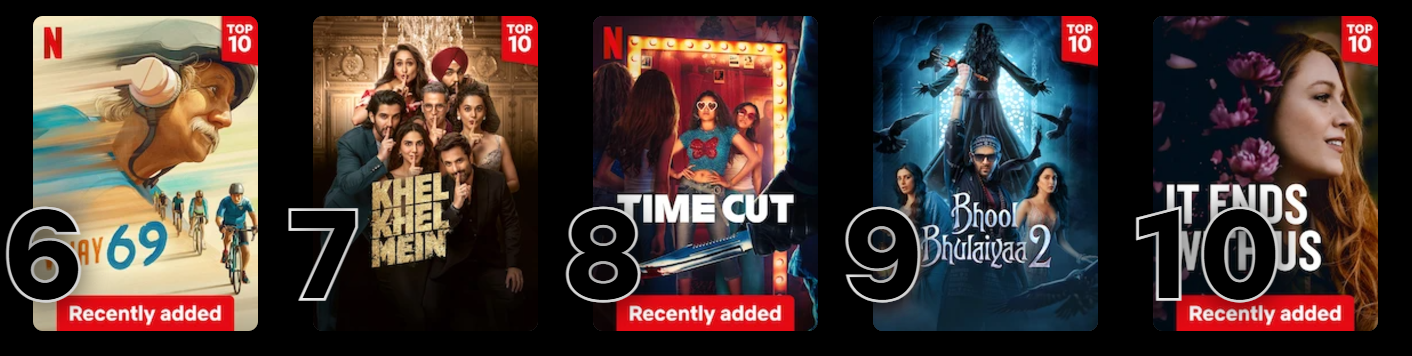 N
TOP
10
69
6
Recently added
TOP
10
KHEL
KHEL
MEIN
7
N
TIME CUT
8
Recently added
TOP
10
Bhool
Bhulaiyaa 2
9
TOP
10
IT ENDS
WITH US
10
Recently added